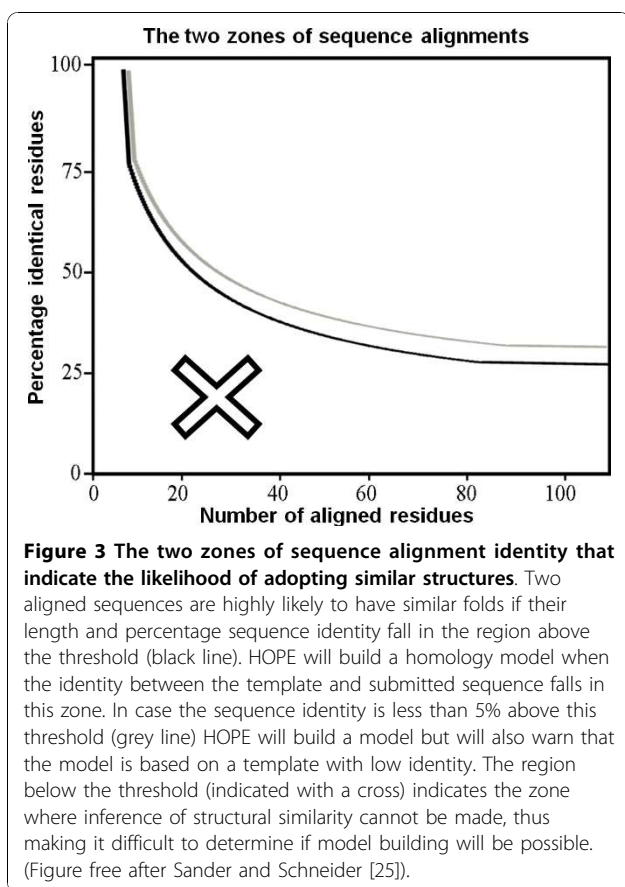 The two zones of sequence alignments
Percentage identical residues
100
75
50
25
0
0 20 40 60 80 100
Number of aligned residues
Figure 3 The two zones of sequence alignment identity that
indicate the likelihood of adopting similar structures. Two
aligned sequences are highly likely to have similar folds if their
length and percentage sequence identity fall in the region above
the threshold (black line). HOPE will build a homology model when
the identity between the template and submitted sequence falls in
this zone. In case the sequence identity is less than 5% above this
threshold (grey line) HOPE will build a model but will also warn that
the model is based on a template with low identity. The region
below the threshold (indicated with a cross) indicates the zone
where inference of structural similarity cannot be made, thus
making it difficult to determine if model building will be possible.
(Figure free after Sander and Schneider [25]).